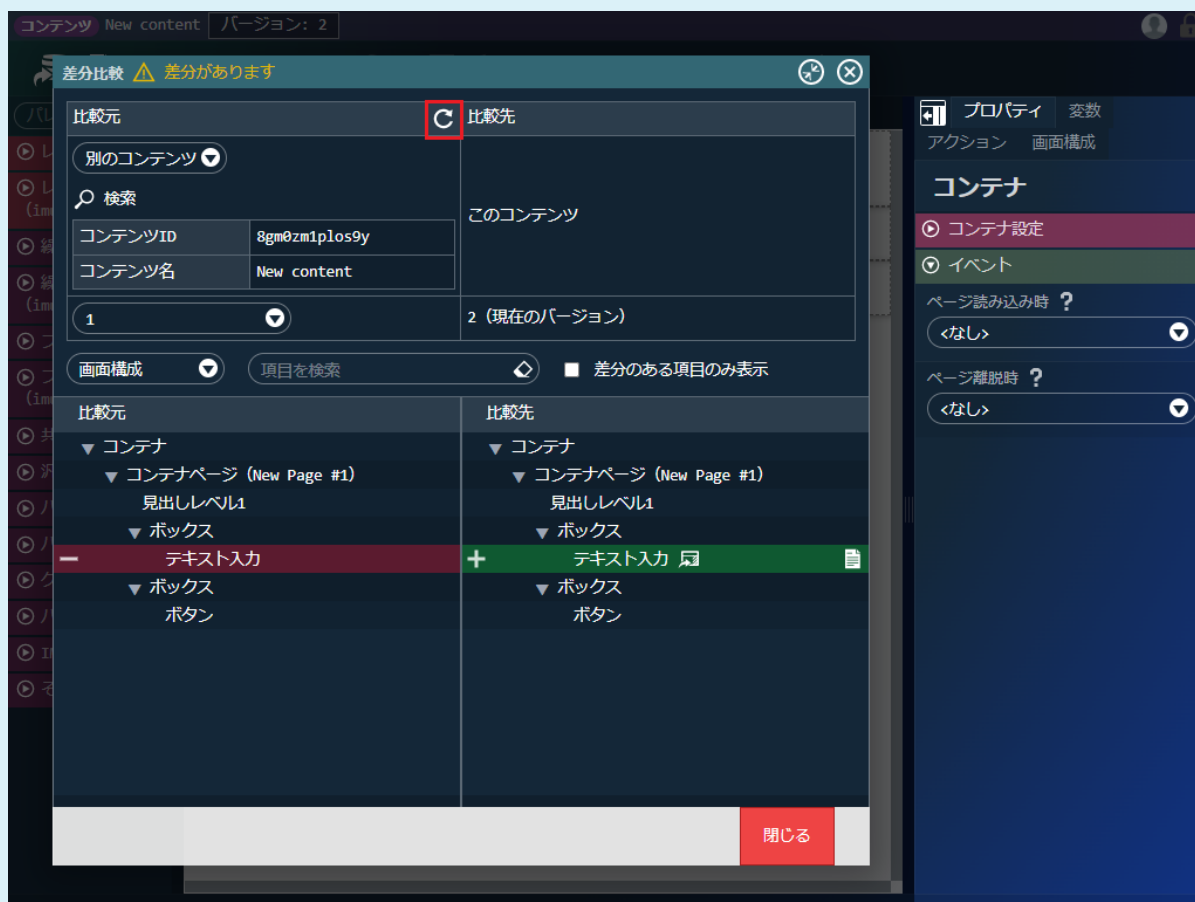 コンテンツ New content バージョン: 2
差分比較 差分があります
比較元 比較先
別のコンテンツ
検索
このコンテンツ
コンテンツID 8gm0zm1plos9y
コンテンツ名 New content
1 2（現在のバージョン）
画面構成 項目を検索 差分のある項目のみ表示
比較元 比較先
コンテナ コンテナ
コンテナページ（New Page #1） コンテナページ（New Page #1）
見出しレベル1 見出しレベル1
ボックス ボックス
テキスト入力 テキスト入力
ボックス ボックス
ボタン ボタン
閉じる
プロパティ 変数
アクション 画面構成
コンテナ
コンテナ設定
イベント
ページ読み込み時 ?
<なし>
ページ離脱時 ?
<なし>